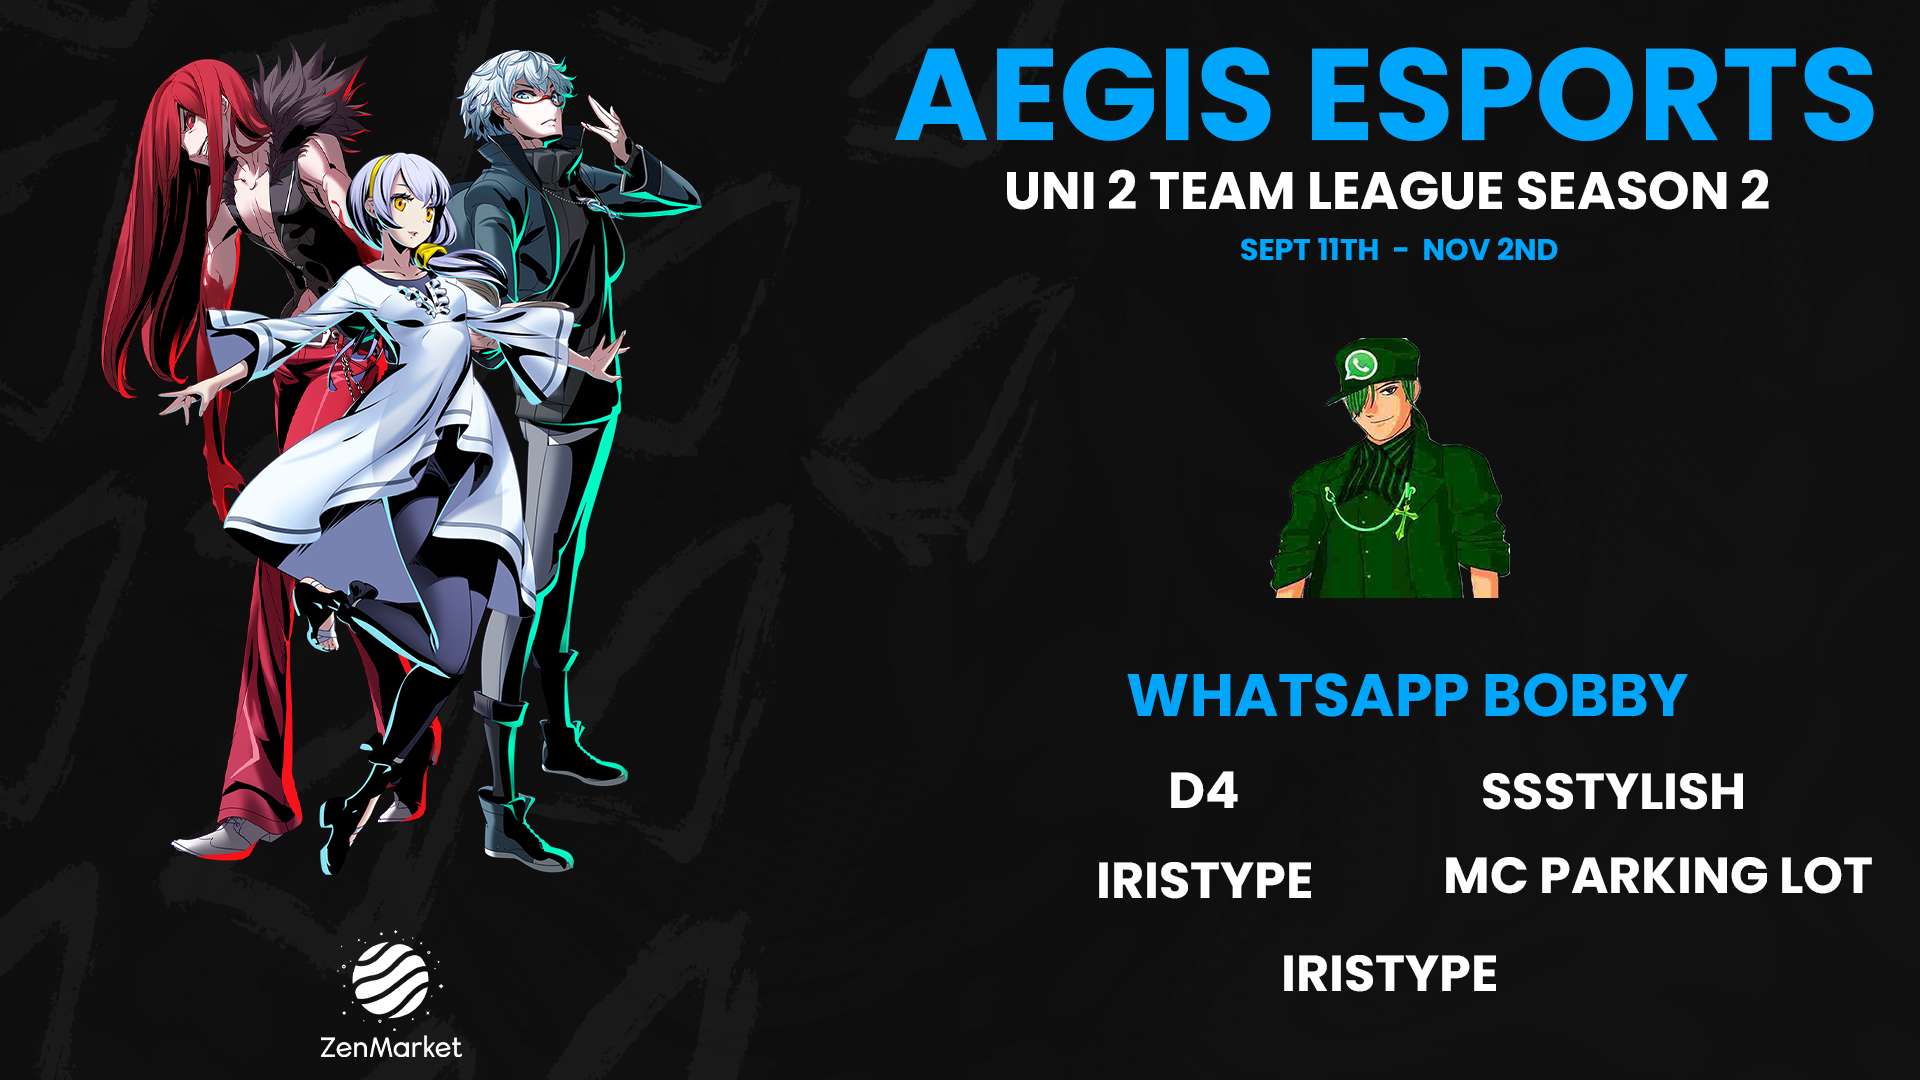 AEGIS ESPORTS
UNI 2 TEAM LEAGUE SEASON 2
SEPT 11TH - NOV 2ND
WHATSAPP BOBBY
D4
SSSTYLISH
IRISTYPE
MC PARKING LOT
IRISTYPE
ZenMarket